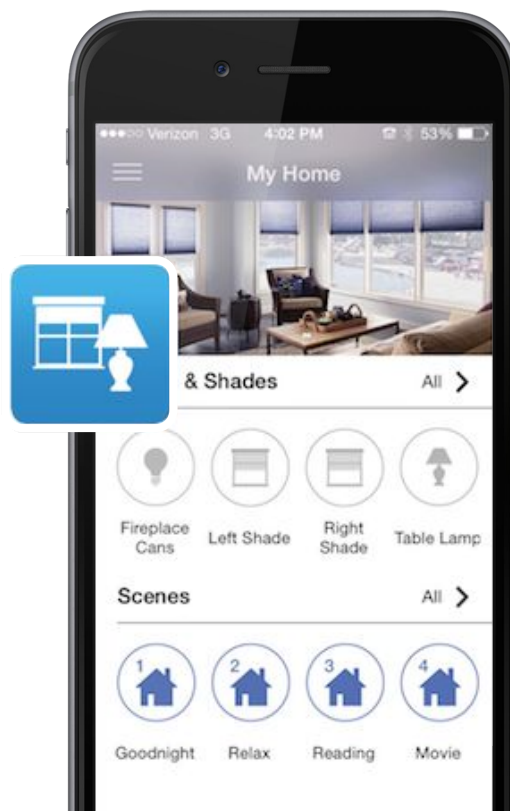 Verizon 3G 4:02 PM 53%
My Home
& Shades All
Fireplace Cans
Left Shade
Right Shade
Table Lamp
Scenes All
1 2 3 4
Goodnight Relax Reading Movie